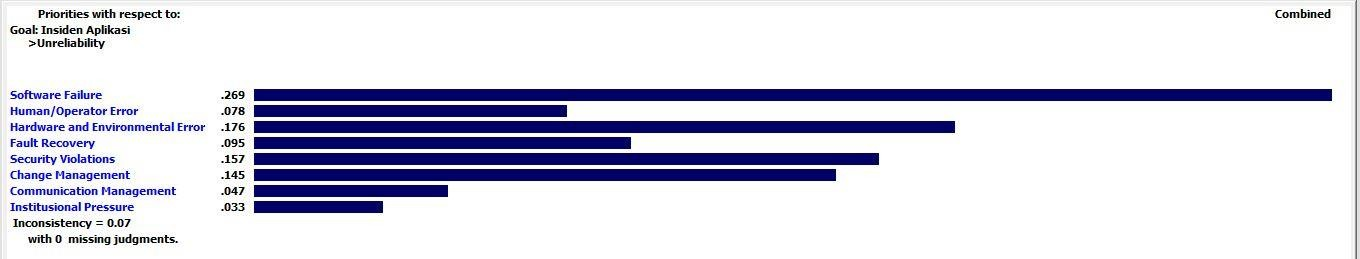 Priorities with respect to: Combined
Goal: Insiden Aplikasi
>Unreliability
Software Failure .269
Human/Operator Error .078
Hardware and Environmental Error .176
Fault Recovery .095
Security Violations .157
Change Management .145
Communication Management .047
Institusional Pressure .033
Inconsistency = 0.07
with 0 missing judgments.